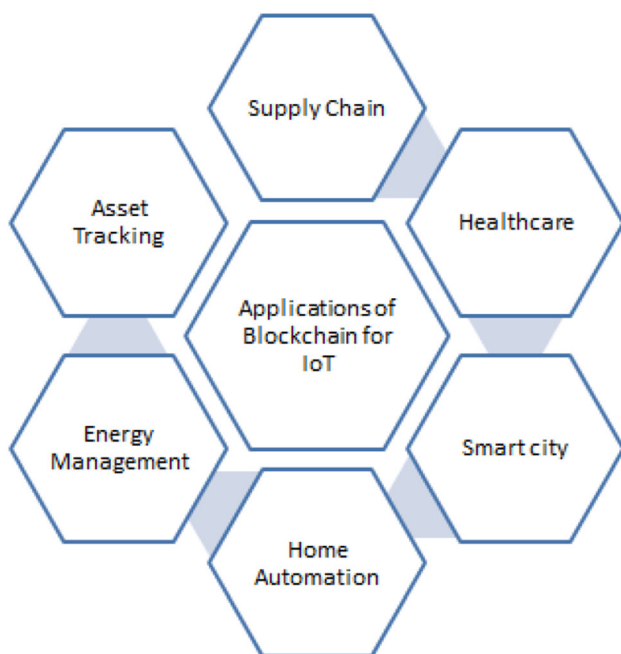 Supply Chain
Healthcare
Smart city
Home
Automation
Energy
Management
Asset
Tracking
Applications of
Blockchain for
IoT